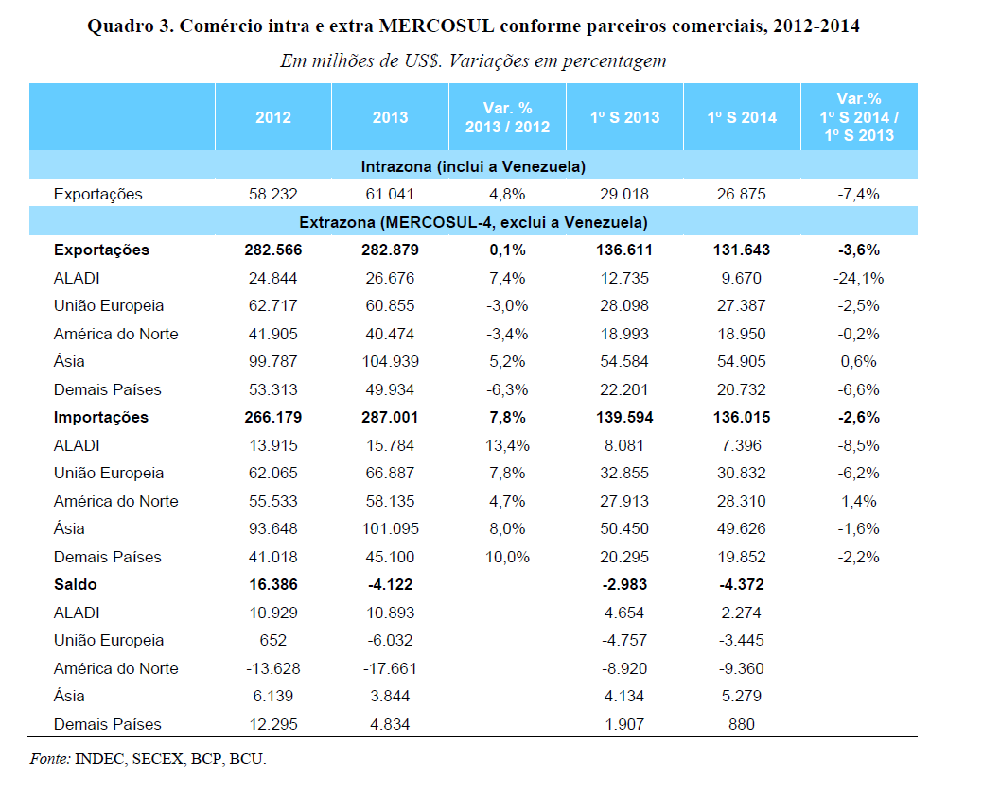 Quadro 3. Comércio intra e extra MERCOSUL conforme parceiros comerciais, 2012-2014
Em milhões de US$. Variações em percentagem
2012 2013 Var. % 2013 / 2012 1º S 2013 1º S 2014 Var.% 1º S 2014 / 1º S 2013
Intrazona (inclui a Venezuela)
Exportações 58.232 61.041 4,8% 29.018 26.875 -7,4%
Extrazona (MERCOSUL-4, exclui a Venezuela)
Exportações 282.566 282.879 0,1% 136.611 131.643 -3,6%
ALADI 24.844 26.676 7,4% 12.735 9.670 -24,1%
União Europeia 62.717 60.855 -3,0% 28.098 27.387 -2,5%
América do Norte 41.905 40.474 -3,4% 18.993 18.950 -0,2%
Ásia 99.787 104.939 5,2% 54.584 54.905 0,6%
Demais Países 53.313 49.934 -6,3% 22.201 20.732 -6,6%
Importações 266.179 287.001 7,8% 139.594 136.015 -2,6%
ALADI 13.915 15.784 13,4% 8.081 7.396 -8,5%
União Europeia 62.065 66.887 7,8% 32.855 30.832 -6,2%
América do Norte 55.533 58.135 4,7% 27.913 28.310 1,4%
Ásia 93.648 101.095 8,0% 50.450 49.626 -1,6%
Demais Países 41.018 45.100 10,0% 20.295 19.852 -2,2%
Saldo 16.386 -4.122 -2.983 -4.372
ALADI 10.929 10.893 4.654 2.274
União Europeia 652 -6.032 -4.757 -3.445
América do Norte -13.628 -17.661 -8.920 -9.360
Ásia 6.139 3.844 4.134 5.279
Demais Países 12.295 4.834 1.907 880
Fonte: INDEC, SECEX, BCP, BCU.